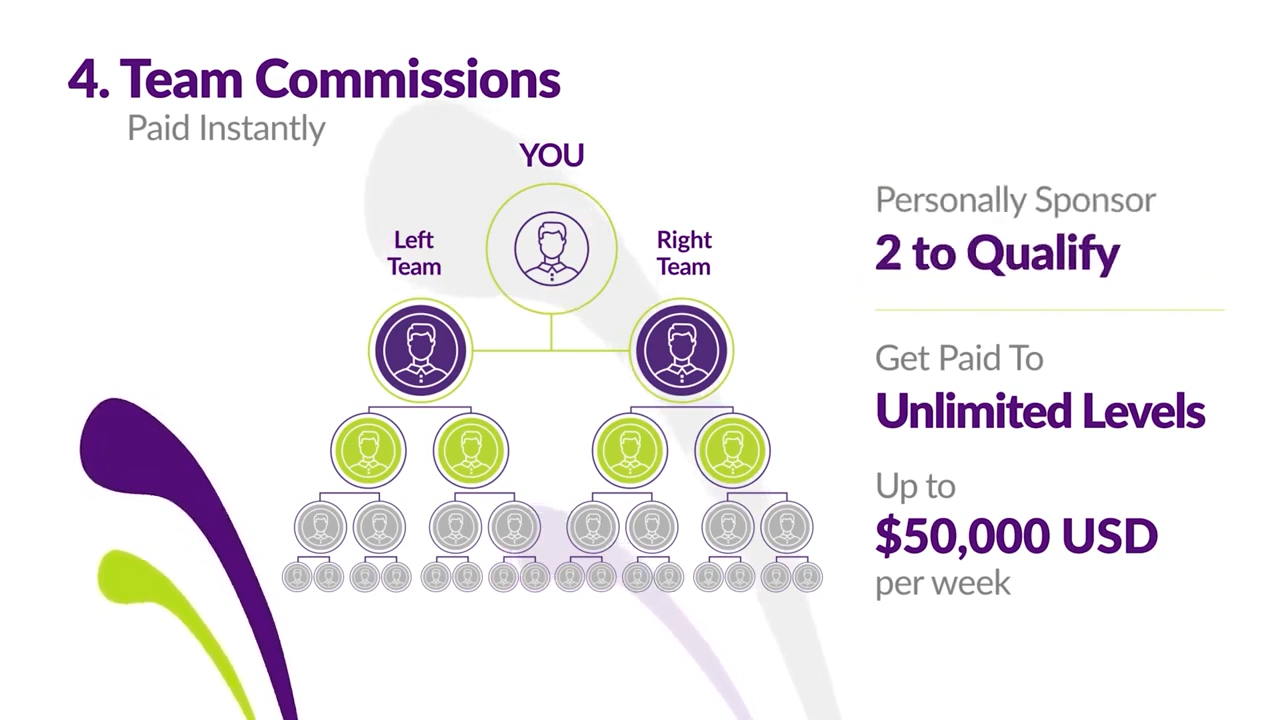 4. Team Commissions
Paid Instantly
YOU
Left
Team
Right
Team
Personally Sponsor
2 to Qualify
Get Paid To
Unlimited Levels
Up to
$50,000 USD
per week